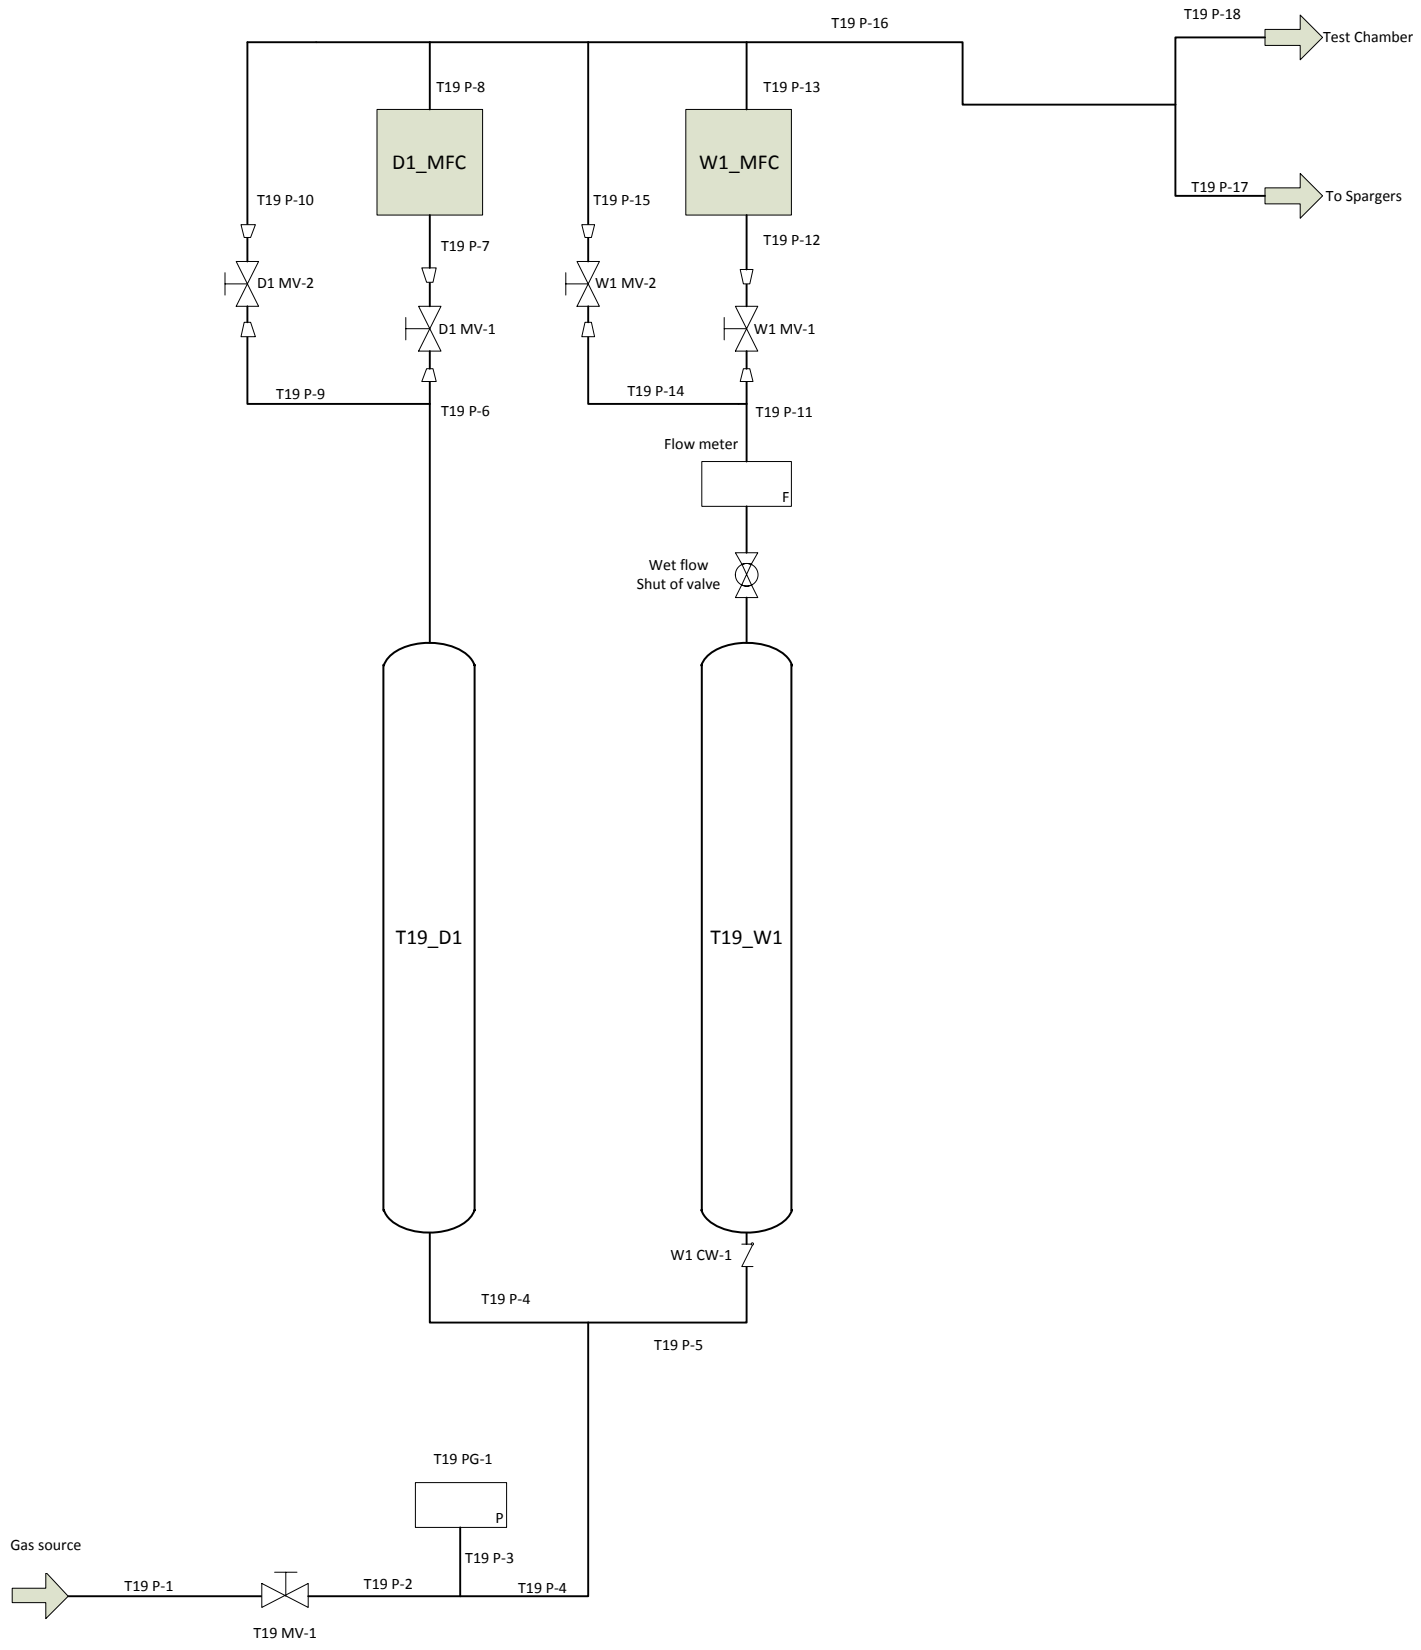 T19 P-16
T19 P-18
Test Chamber
T19 P-8
T19 P-13
D1_MFC
W1_MFC
T19 P-10
T19 P-15
T19 P-17
To Spargers
T19 P-7
T19 P-12
D1 MV-2
W1 MV-2
D1 MV-1
W1 MV-1
T19 P-9
T19 P-14
T19 P-6
T19 P-11
Flow meter
F
Wet flow
Shut of valve
T19_D1
T19_W1
W1 CW-1
T19 P-4
T19 P-5
T19 PG-1
P
Gas source
T19 P-3
T19 P-1
T19 P-2
T19 P-4
T19 MV-1